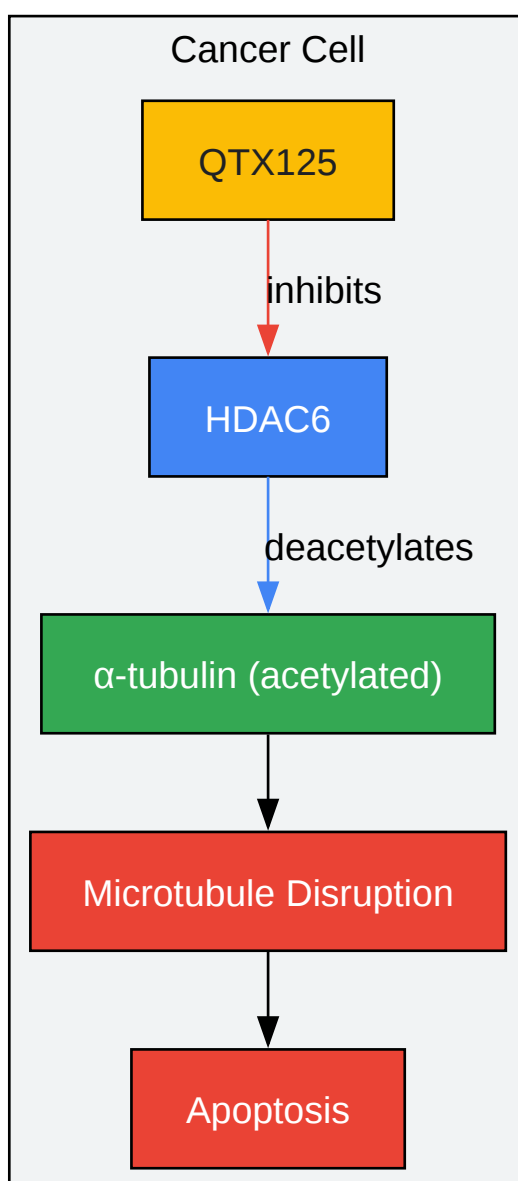 Cancer Cell
QTX125
inhibits
HDAC6
deacetylates
α-tubulin (acetylated)
Microtubule Disruption
Apoptosis